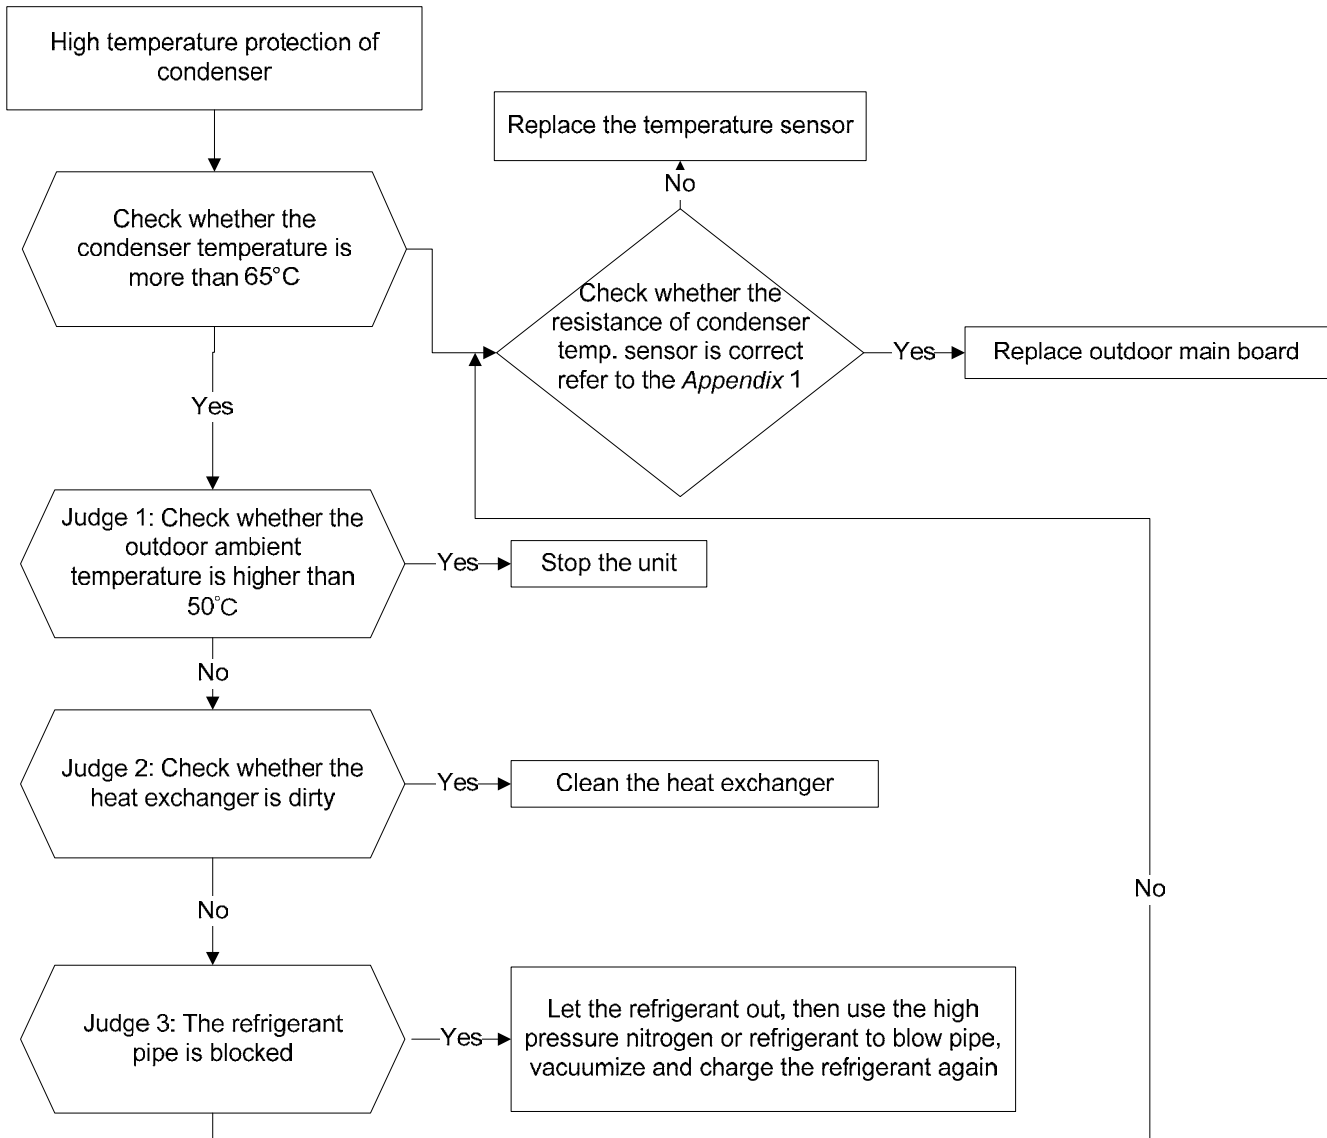 High temperature protection of
condenser
Replace the temperature sensor
No
Check whether the
condenser temperature is
more than 65°C
Check whether the
resistance of condenser
temp. sensor is correct
refer to the Appendix 1
Yes
Replace outdoor main board
Yes
Judge 1: Check whether the
outdoor ambient
temperature is higher than
50°C
Yes
Stop the unit
No
Judge 2: Check whether the
heat exchanger is dirty
Yes
Clean the heat exchanger
No
No
Judge 3: The refrigerant
pipe is blocked
Yes
Let the refrigerant out, then use the high
pressure nitrogen or refrigerant to blow pipe,
vacuumize and charge the refrigerant again